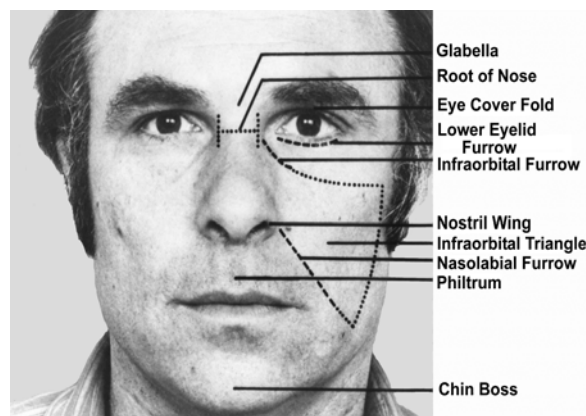 Glabella
Root of Nose
Eye Cover Fold
Lower Eyelid
Furrow
Infraorbital Furrow
Nostril Wing
Infraorbital Triangle
Nasolabial Furrow
Philtrum
Chin Boss